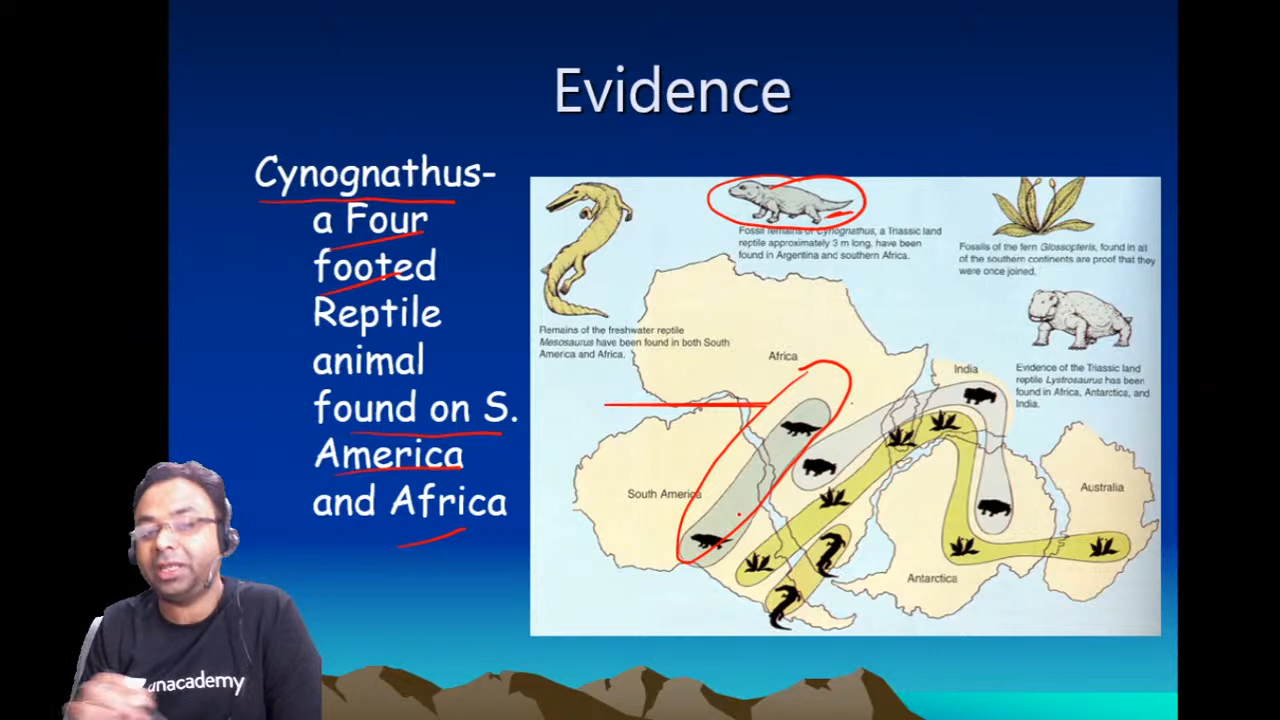 Evidence
Cynognathus-
a Four
footed
Reptile
animal
found on S.
America
and Africa
Fossil remains of Cynognathus, a Triassic land
reptile approximately 3 m long, have been
found in Argentina and southern Africa.
Fossils of the fern Glossopteris, found in all
of the southern continents are proof that they
were once joined.
Remains of the freshwater reptile
Mesosaurus have been found in both South
America and Africa.
Africa
India
Evidence of the Triassic land
reptile Lystrosaurus has been
found in Africa, Antarctica, and
India.
South America
Australia
Antarctica
unacademy